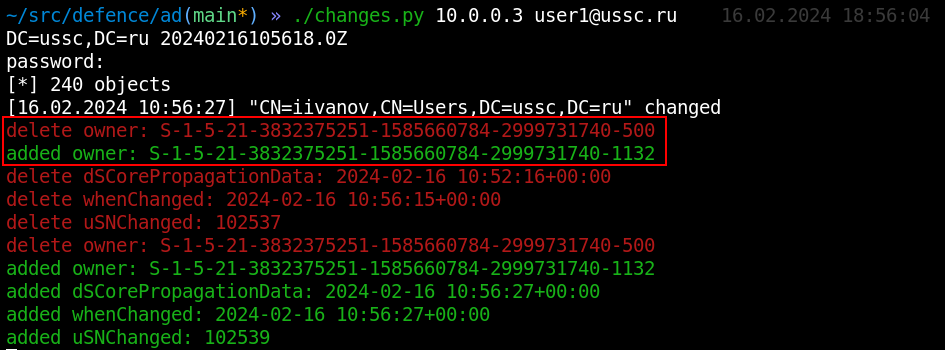 ~/src/defence/ad(main*) » ./changes.py 10.0.0.3 user1@ussc.ru 16.02.2024 18:56:04
DC=ussc,DC=ru 20240216105618.0Z
password:
[*] 240 objects
[16.02.2024 10:56:27] "CN=iivanov,CN=Users,DC=ussc,DC=ru" changed
delete owner: S-1-5-21-3832375251-1585660784-2999731740-500
added owner: S-1-5-21-3832375251-1585660784-2999731740-1132
delete dSCorePropagationData: 2024-02-16 10:52:16+00:00
delete whenChanged: 2024-02-16 10:56:15+00:00
delete uSNChanged: 102537
delete owner: S-1-5-21-3832375251-1585660784-2999731740-500
added owner: S-1-5-21-3832375251-1585660784-2999731740-1132
added dSCorePropagationData: 2024-02-16 10:56:27+00:00
added whenChanged: 2024-02-16 10:56:27+00:00
added uSNChanged: 102539